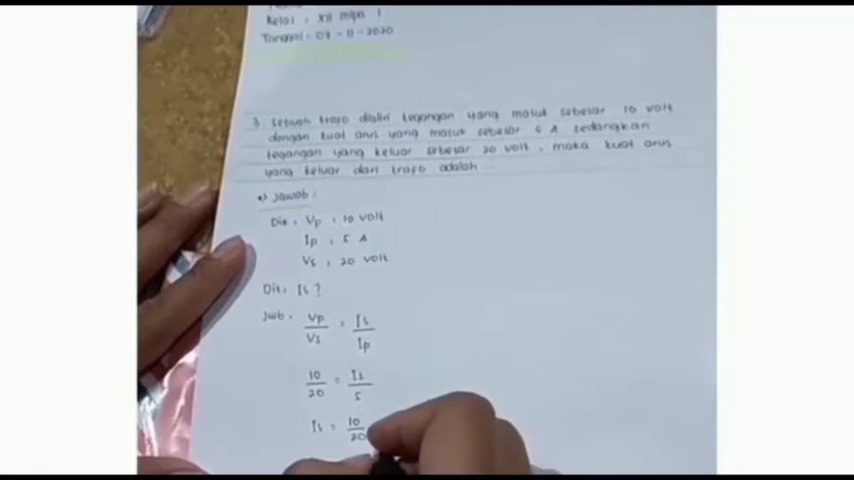 Kelas : XII mipa 1
Tanggal : 07 - 11 - 2020
3. Sebuah trafo dialiri tegangan yang masuk sebesar 10 volt
dengan kuat arus yang masuk sebesar 5 A sedangkan
tegangan yang keluar sebesar 20 volt. maka kuat arus
yang keluar dari trafo adalah ...
*) Jawab :
Dik : Vp : 10 volt
Ip : 5 A
Vs : 20 volt
Dit : Is ?
Jwb : Vp/Vs = Is/Ip
10/20 = Is/5
Is = 10/20